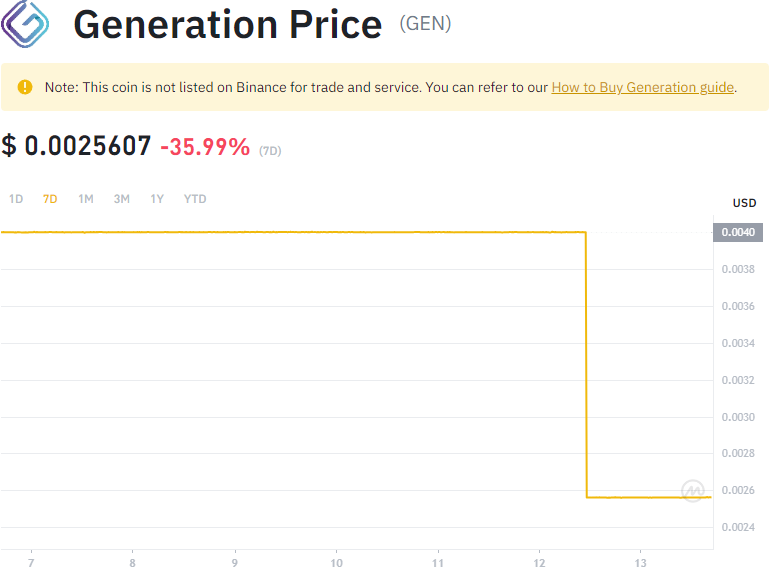 Generation Price (GEN)
Note: This coin is not listed on Binance for trade and service. You can refer to our How to Buy Generation guide.
$ 0.0025607 -35.99% (7D)
1D 7D 1M 3M 1Y YTD
USD
0.0040
0.0038
0.0036
0.0034
0.0032
0.0030
0.0028
0.0026
0.0024
7 8 9 10 11 12 13